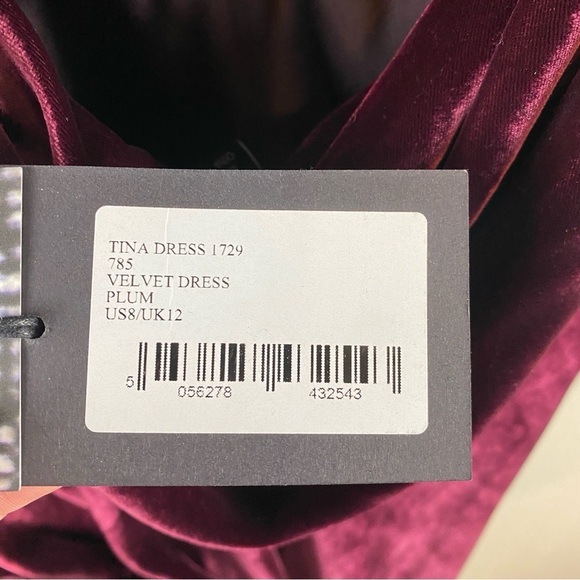 TINA DRESS 1729
785
VELVET DRESS
PLUM
US8/UK12
5 056278 432543